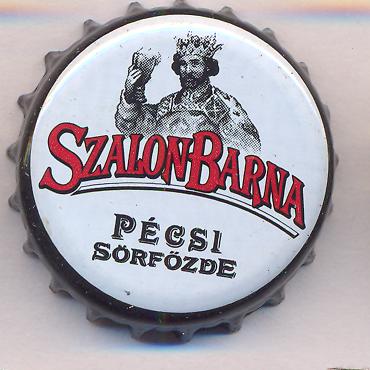 SZALON BARNA
PÉCSI
SÖRFŐZDE